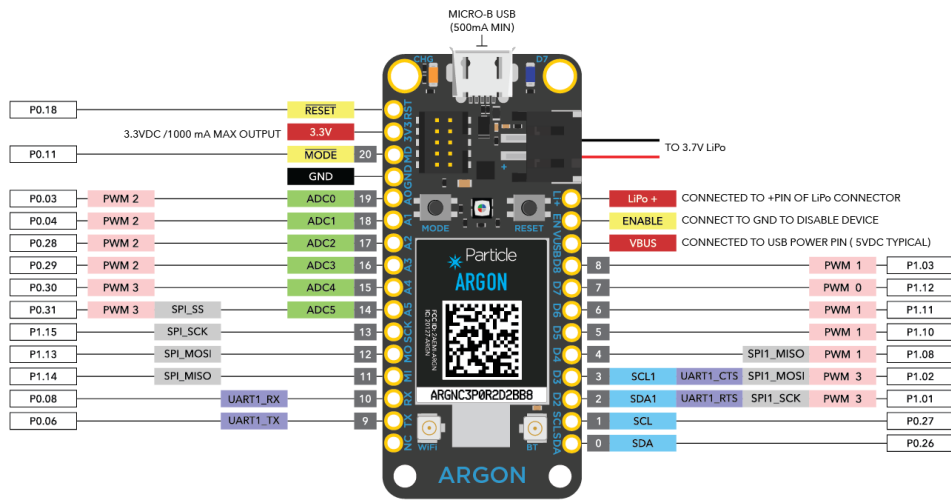 MICRO-B USB
(500mA MIN)
CHG
D7
P0.18 RESET RST
3.3VDC /1000 mA MAX OUTPUT 3.3V 3V3
P0.11 MODE 20 MD
GND GND
TO 3.7V LiPo
P0.03 PWM 2 ADC0 19 A0
P0.04 PWM 2 ADC1 18 A1
P0.28 PWM 2 ADC2 17 A2
P0.29 PWM 2 ADC3 16 A3
P0.30 PWM 3 ADC4 15 A4
P0.31 PWM 3 SPI_SS ADC5 14 A5
P1.15 SPI_SCK 13 SCK
P1.13 SPI_MOSI 12 MO
P1.14 SPI_MISO 11 MI
P0.08 UART1_RX 10 RX
P0.06 UART1_TX 9 TX
NC
MODE
RESET
Particle
ARGON
ARGNC3P0R2D2BB8
WiFi
BT
ARGON
LI+ LiPo + CONNECTED TO +PIN OF LiPo CONNECTOR
EN ENABLE CONNECT TO GND TO DISABLE DEVICE
VUSB VBUS CONNECTED TO USB POWER PIN ( 5VDC TYPICAL)
D8 8 PWM 1 P1.03
D7 7 PWM 0 P1.12
D6 6 PWM 1 P1.11
D5 5 PWM 1 P1.10
D4 4 SPI1_MISO PWM 1 P1.08
D3 3 SCL1 UART1_CTS SPI1_MOSI PWM 3 P1.02
D2 2 SDA1 UART1_RTS SPI1_SCK PWM 3 P1.01
SCL 1 SCL P0.27
SDA 0 SDA P0.26